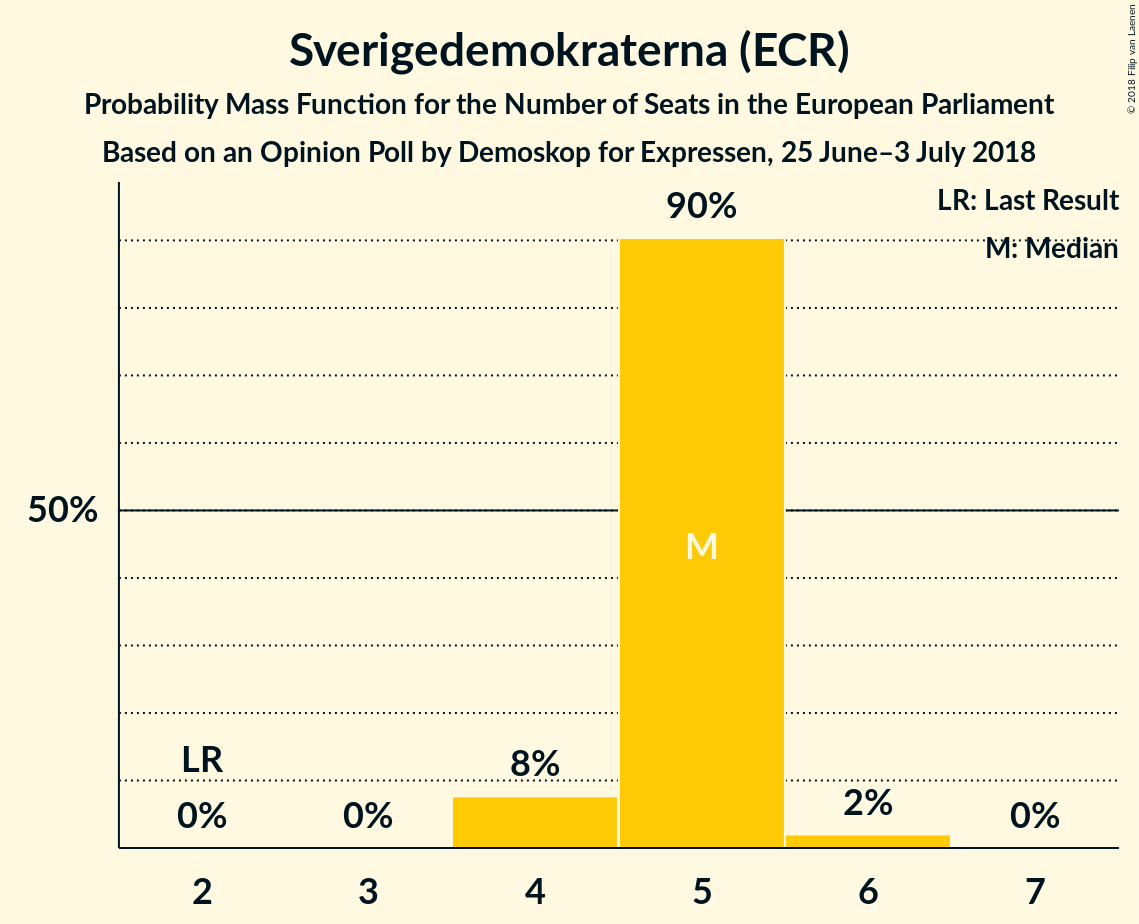 Sverigedemokraterna (ECR)
Probability Mass Function for the Number of Seats in the European Parliament
Based on an Opinion Poll by Demoskop for Expressen, 25 June–3 July 2018
© 2018 Filip van Laenen
LR: Last Result
M: Median
90%
50%
M
LR
0%
0%
8%
2%
0%
2 3 4 5 6 7